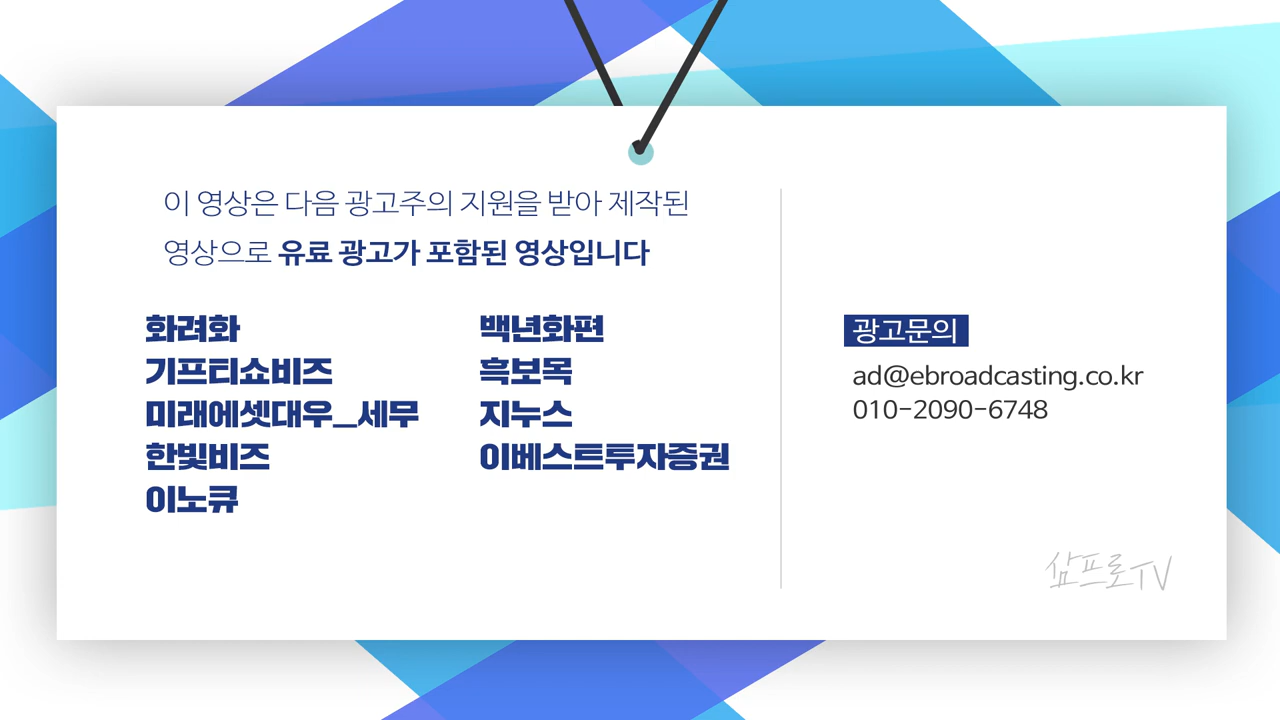 이 영상은 다음 광고주의 지원을 받아 제작된
영상으로 유료 광고가 포함된 영상입니다
화려화
기프티쇼비즈
미래에셋대우_세무
한빛비즈
이노큐
백년화편
흑보목
지누스
이베스트투자증권
광고문의
ad@ebroadcasting.co.kr
010-2090-6748
삼프로TV